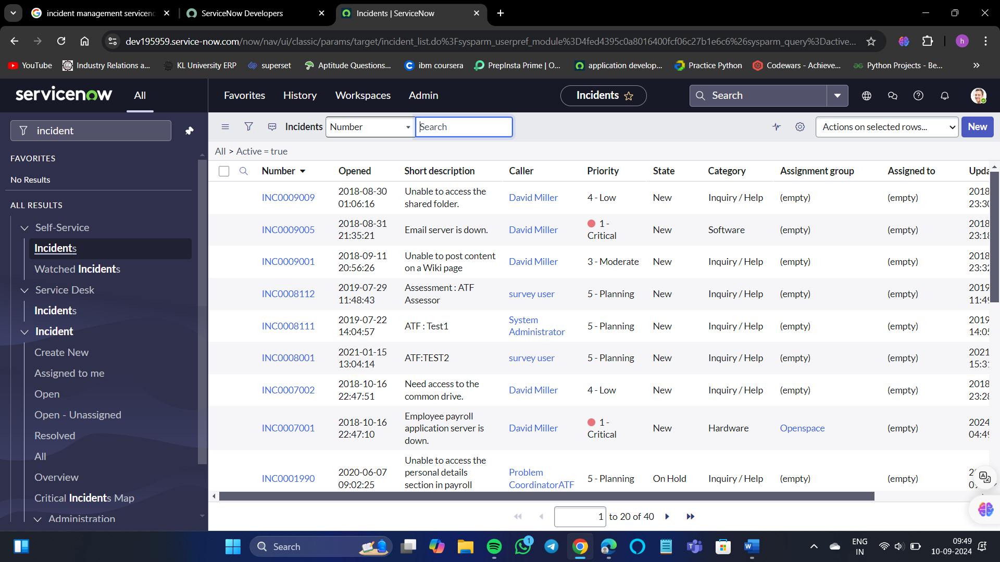 incident management servicen
ServiceNow Developers
Incidents | ServiceNow
dev195959.service-now.com/now/nav/ui/classic/params/target/incident_list.do%3Fsysparm_userpref_module%3D4fed4395c0a8016400fcf06c27b1e6c6%26sysparm_query%3Dactive...
h
YouTube
Industry Relations a...
KL University ERP
superset
Aptitude Questions...
ibm coursera
PrepInsta Prime | O...
application develop...
Practice Python
Codewars - Achieve...
Python Projects - Be...
servicenow
All
Favorites
History
Workspaces
Admin
Incidents
Search
incident
FAVORITES
No Results
ALL RESULTS
Self-Service
Incidents
Watched Incidents
Service Desk
Incidents
Incident
Create New
Assigned to me
Open
Open - Unassigned
Resolved
All
Overview
Critical Incidents Map
Administration
Incidents
Number
Search
Actions on selected rows...
New
All > Active = true
Number Opened Short description Caller Priority State Category Assignment group Assigned to Upda
INC0009009 2018-08-30 01:06:16 Unable to access the shared folder. David Miller 4 - Low New Inquiry / Help (empty) (empty) 2018 23:30
INC0009005 2018-08-31 21:35:21 Email server is down. David Miller 1 - Critical New Software (empty) (empty) 2018 23:18
INC0009001 2018-09-11 20:56:26 Unable to post content on a Wiki page David Miller 3 - Moderate New Inquiry / Help (empty) (empty) 2018 23:32
INC0008112 2019-07-29 11:48:43 Assessment : ATF Assessor survey user 5 - Planning New Inquiry / Help (empty) (empty) 2019 11:49
INC0008111 2019-07-22 14:04:57 ATF : Test1 System Administrator 5 - Planning New Inquiry / Help (empty) (empty) 2019 14:05
INC0008001 2021-01-15 13:04:14 ATF:TEST2 survey user 5 - Planning New Inquiry / Help (empty) (empty) 2021 15:31
INC0007002 2018-10-16 22:47:51 Need access to the common drive. David Miller 4 - Low New Inquiry / Help (empty) (empty) 2018 23:28
INC0007001 2018-10-16 22:47:10 Employee payroll application server is down. David Miller 1 - Critical New Hardware Openspace (empty) 2024 04:49
INC0001990 2020-06-07 09:02:25 Unable to access the personal details section in payroll Problem CoordinatorATF 5 - Planning On Hold Inquiry / Help (empty) (empty)
1 to 20 of 40
Search
1
ENG
IN
09:49
10-09-2024